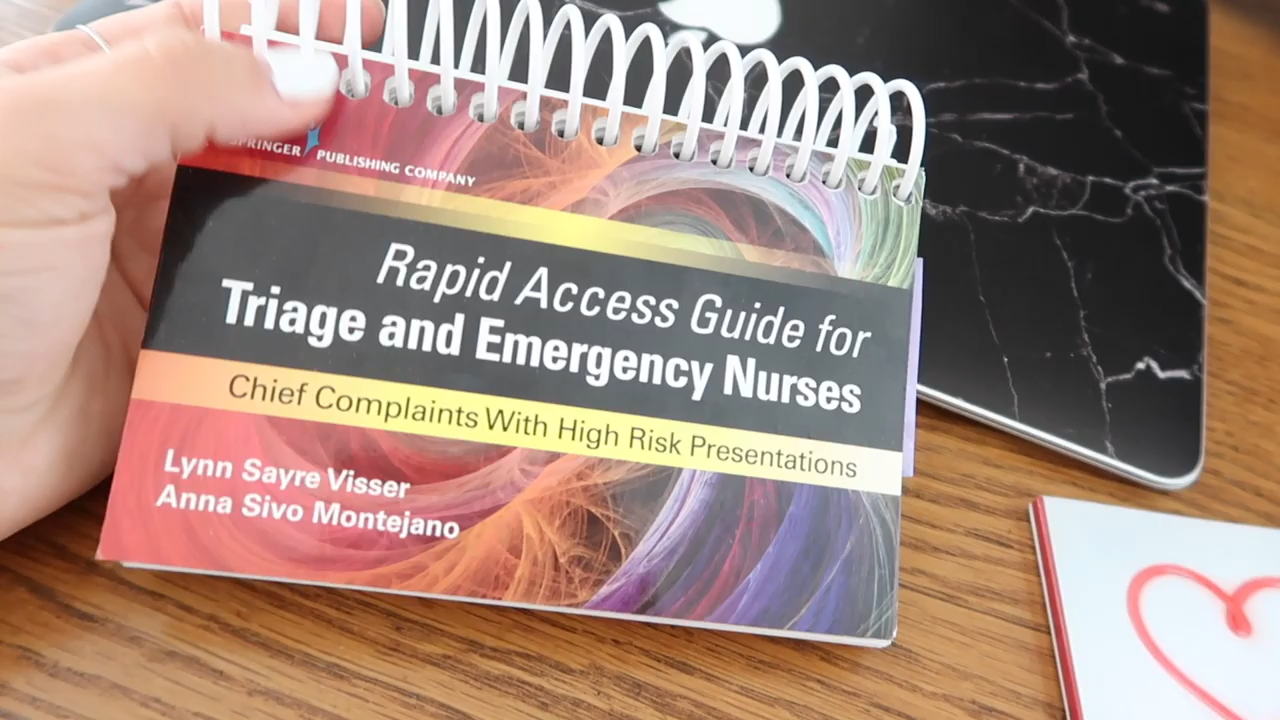 SPRINGER PUBLISHING COMPANY
Rapid Access Guide for
Triage and Emergency Nurses
Chief Complaints With High Risk Presentations
Lynn Sayre Visser
Anna Sivo Montejano